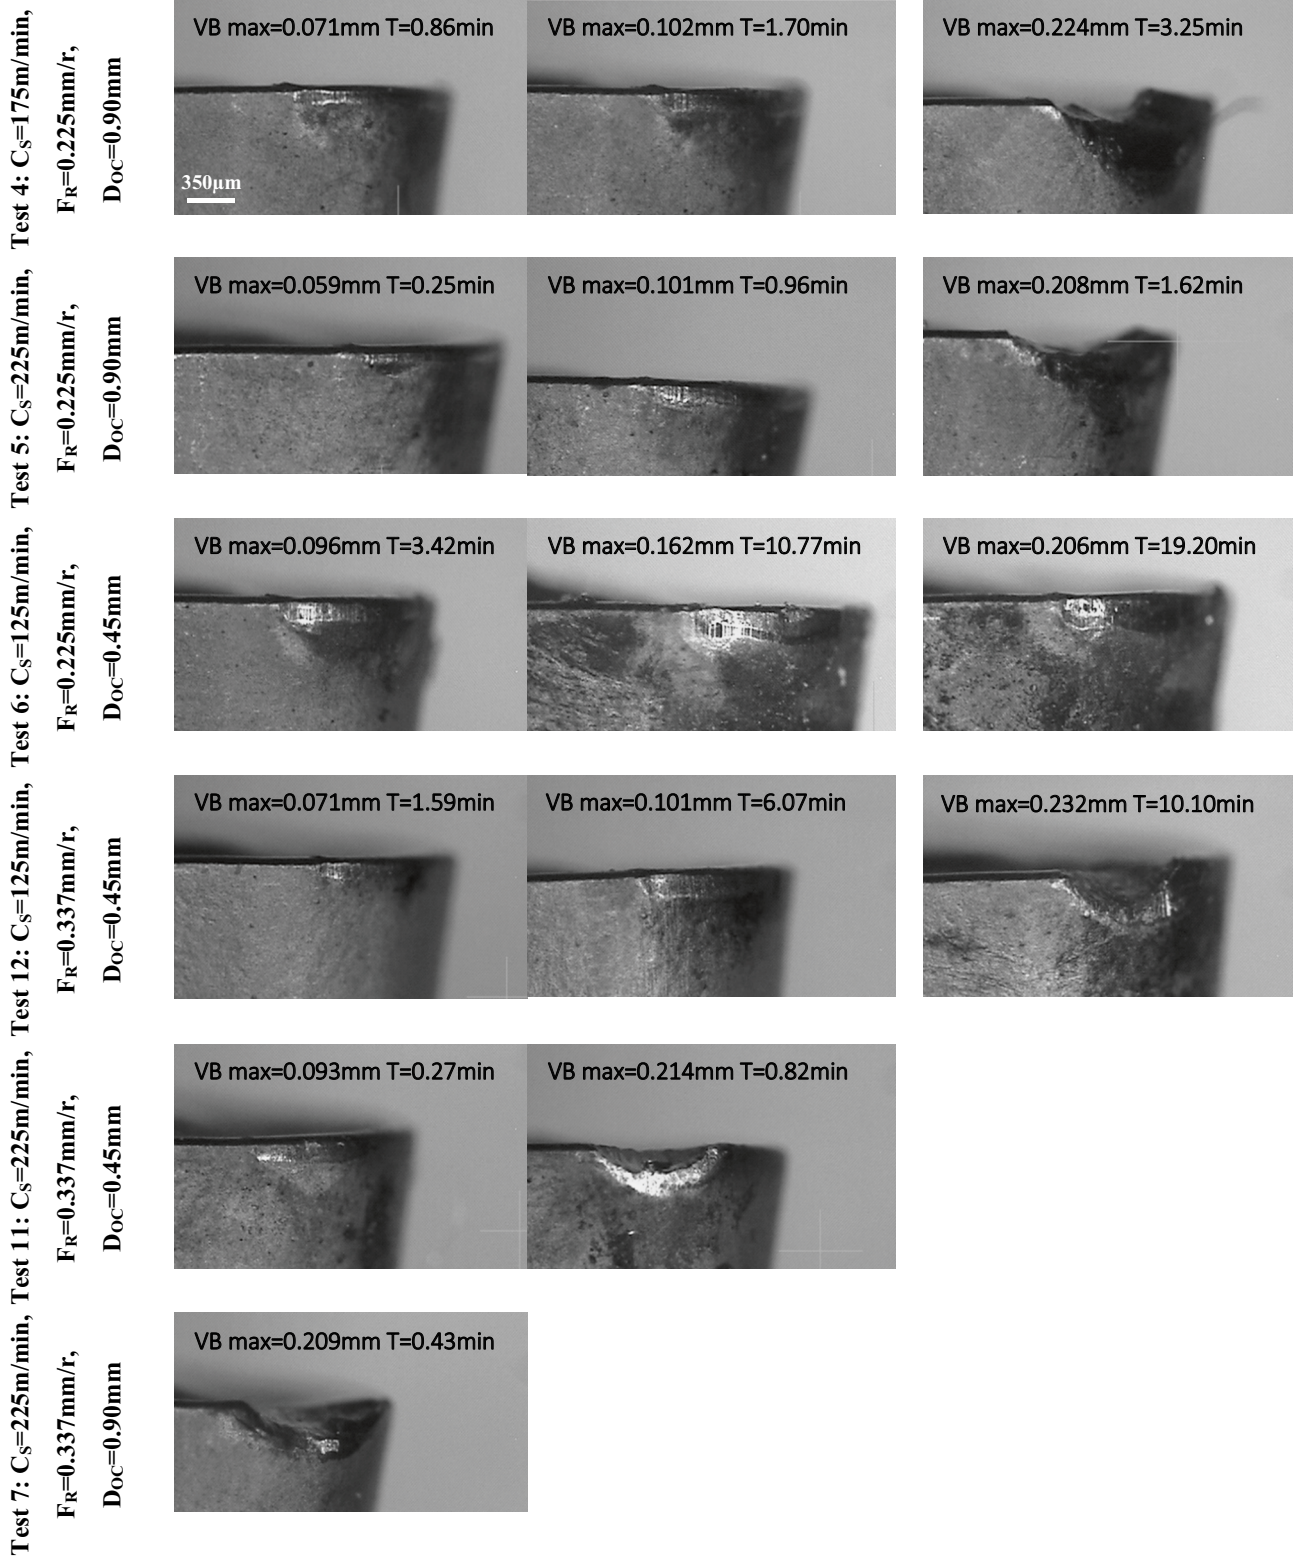 Test 4: CS=175m/min,
FR=0.225mm/r,
DOC=0.90mm
VB max=0.071mm T=0.86min
350µm
VB max=0.102mm T=1.70min
VB max=0.224mm T=3.25min
Test 5: CS=225m/min,
FR=0.225mm/r,
DOC=0.90mm
VB max=0.059mm T=0.25min
VB max=0.101mm T=0.96min
VB max=0.208mm T=1.62min
Test 6: CS=125m/min,
FR=0.225mm/r,
DOC=0.45mm
VB max=0.096mm T=3.42min
VB max=0.162mm T=10.77min
VB max=0.206mm T=19.20min
Test 12: CS=125m/min,
FR=0.337mm/r,
DOC=0.45mm
VB max=0.071mm T=1.59min
VB max=0.101mm T=6.07min
VB max=0.232mm T=10.10min
Test 11: CS=225m/min,
FR=0.337mm/r,
DOC=0.45mm
VB max=0.093mm T=0.27min
VB max=0.214mm T=0.82min
Test 7: CS=225m/min,
FR=0.337mm/r,
DOC=0.90mm
VB max=0.209mm T=0.43min